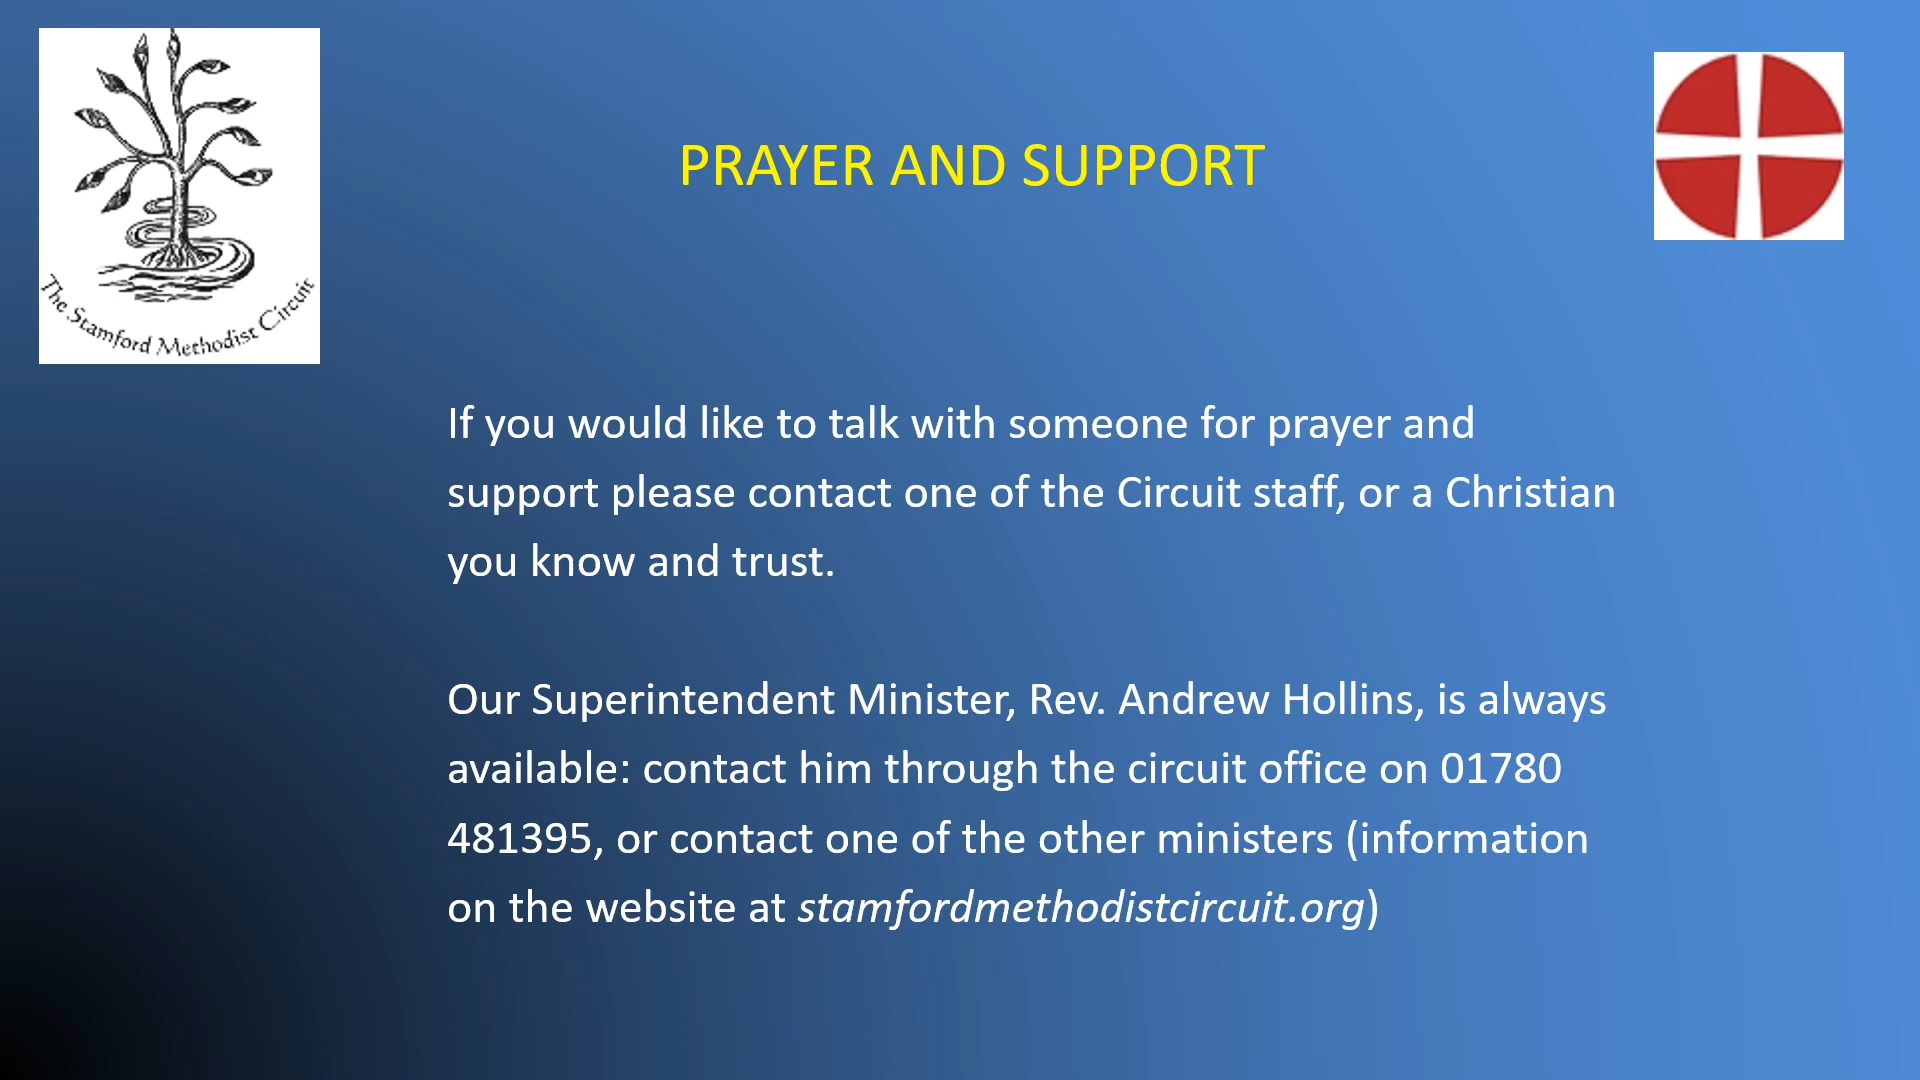 The Stamford Methodist Circuit
PRAYER AND SUPPORT
If you would like to talk with someone for prayer and
support please contact one of the Circuit staff, or a Christian
you know and trust.
Our Superintendent Minister, Rev. Andrew Hollins, is always
available: contact him through the circuit office on 01780
481395, or contact one of the other ministers (information
on the website at stamfordmethodistcircuit.org)